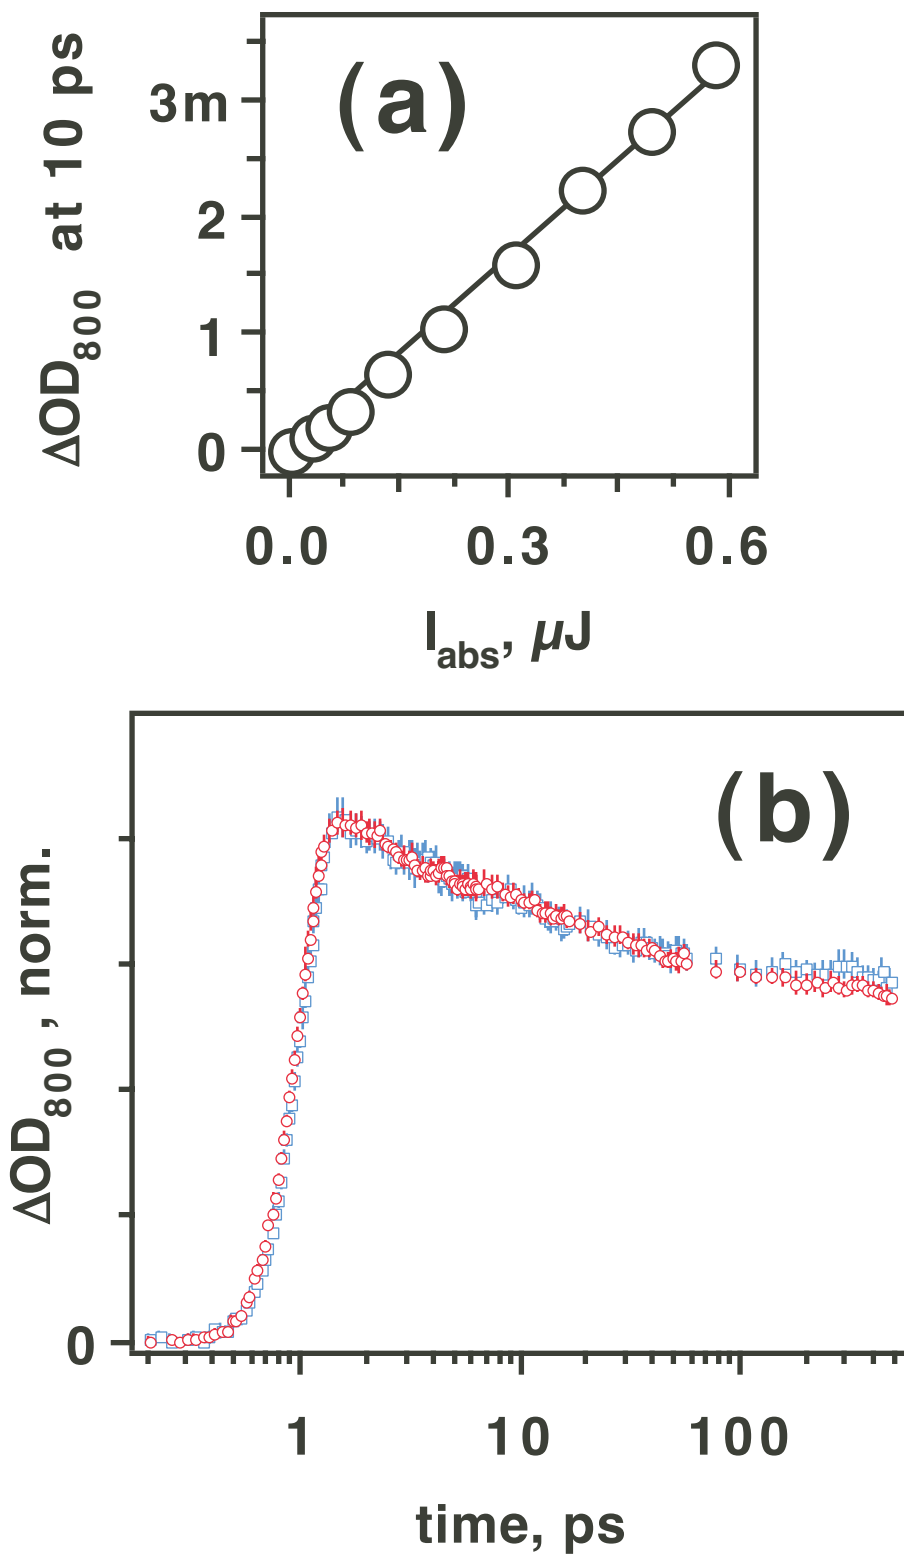 ΔOD800 at 10 ps
(a)
3m
2
1
0
0.0 0.3 0.6
Iabs, μJ
(b)
ΔOD800, norm.
0
1 10 100
time, ps